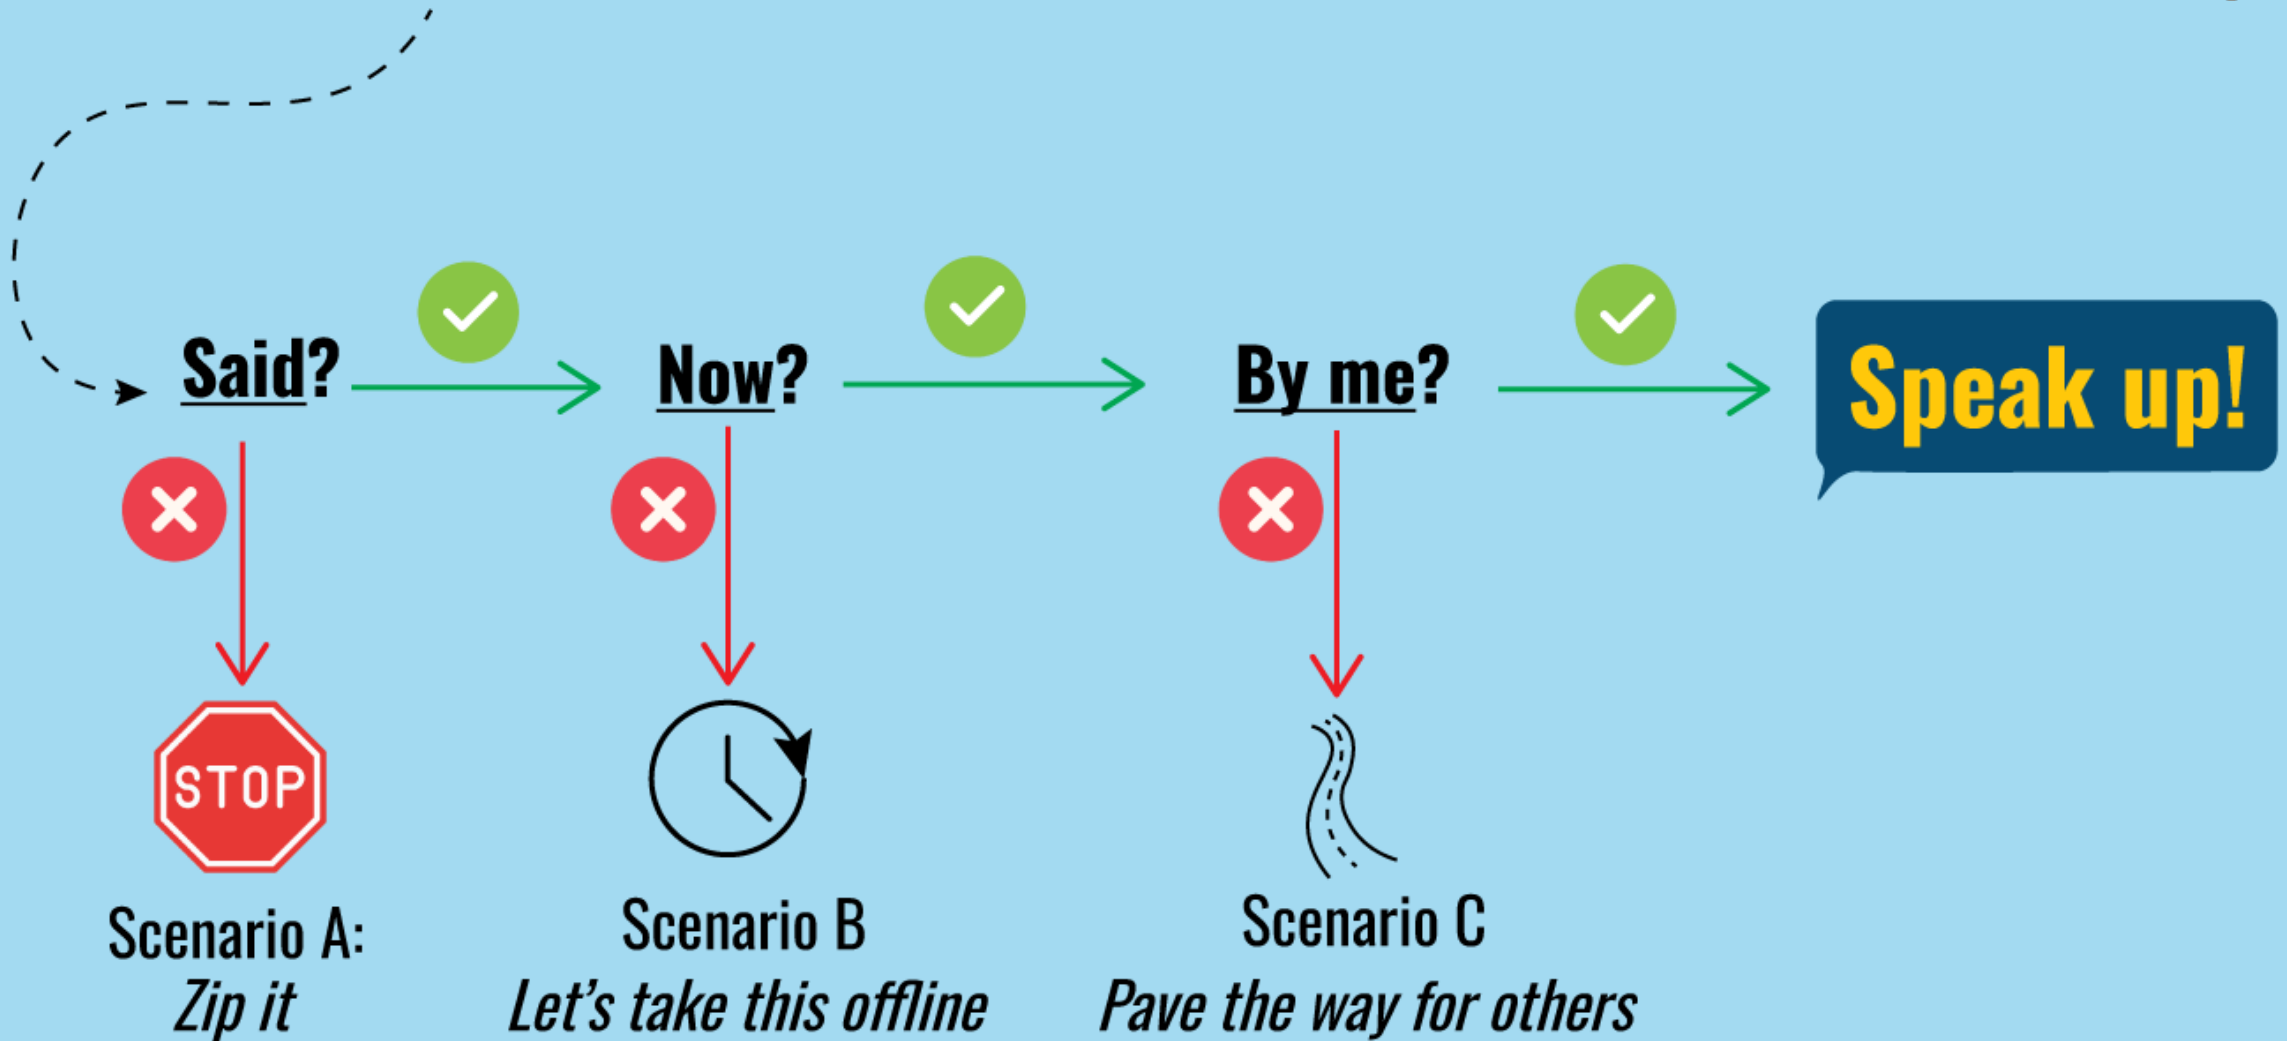 Said?
Now?
By me?
Speak up!
STOP
Scenario A:
Zip it
Scenario B
Let's take this offline
Scenario C
Pave the way for others